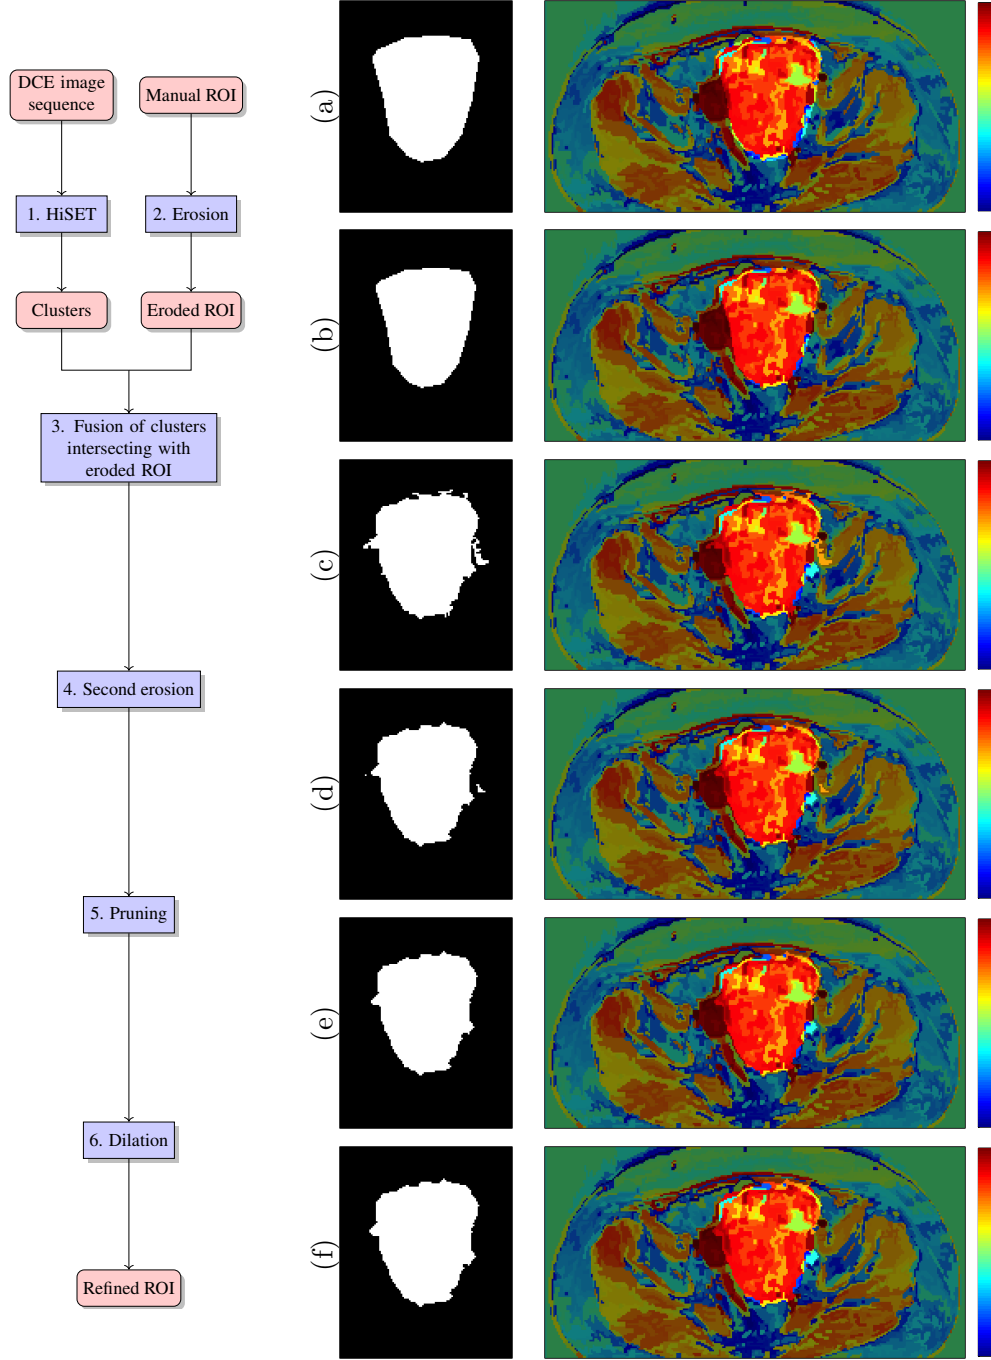 DCE image
sequence
Manual ROI
1. HiSET
2. Erosion
Clusters
Eroded ROI
3. Fusion of clusters
intersecting with
eroded ROI
4. Second erosion
5. Pruning
6. Dilation
Refined ROI
(a)
(b)
(c)
(d)
(e)
(f)